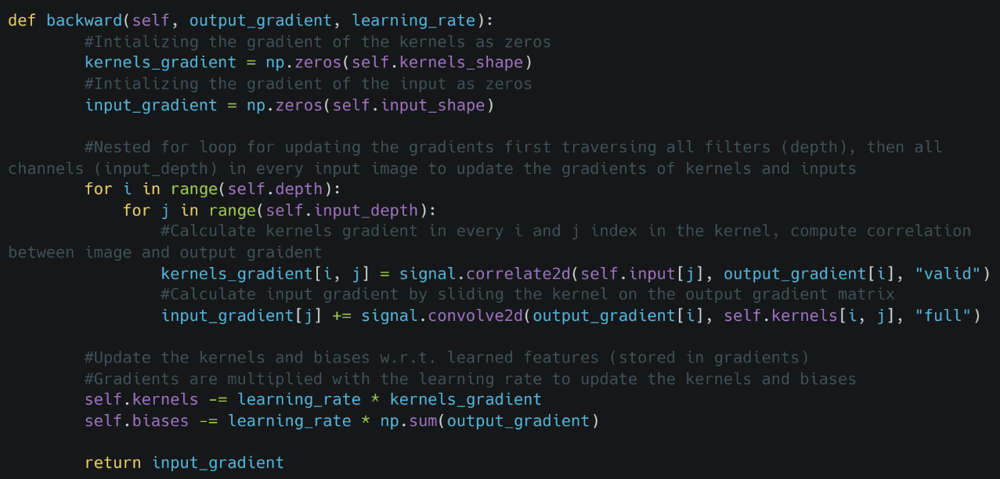 def backward(self, output_gradient, learning_rate):
        #Intializing the gradient of the kernels as zeros
        kernels_gradient = np.zeros(self.kernels_shape)
        #Intializing the gradient of the input as zeros
        input_gradient = np.zeros(self.input_shape)

        #Nested for loop for updating the gradients first traversing all filters (depth), then all
channels (input_depth) in every input image to update the gradients of kernels and inputs
        for i in range(self.depth):
            for j in range(self.input_depth):
                #Calculate kernels gradient in every i and j index in the kernel, compute correlation
between image and output graident
                kernels_gradient[i, j] = signal.correlate2d(self.input[j], output_gradient[i], "valid")
                #Calculate input gradient by sliding the kernel on the output gradient matrix
                input_gradient[j] += signal.convolve2d(output_gradient[i], self.kernels[i, j], "full")

        #Update the kernels and biases w.r.t. learned features (stored in gradients)
        #Gradients are multiplied with the learning rate to update the kernels and biases
        self.kernels -= learning_rate * kernels_gradient
        self.biases -= learning_rate * np.sum(output_gradient)

        return input_gradient